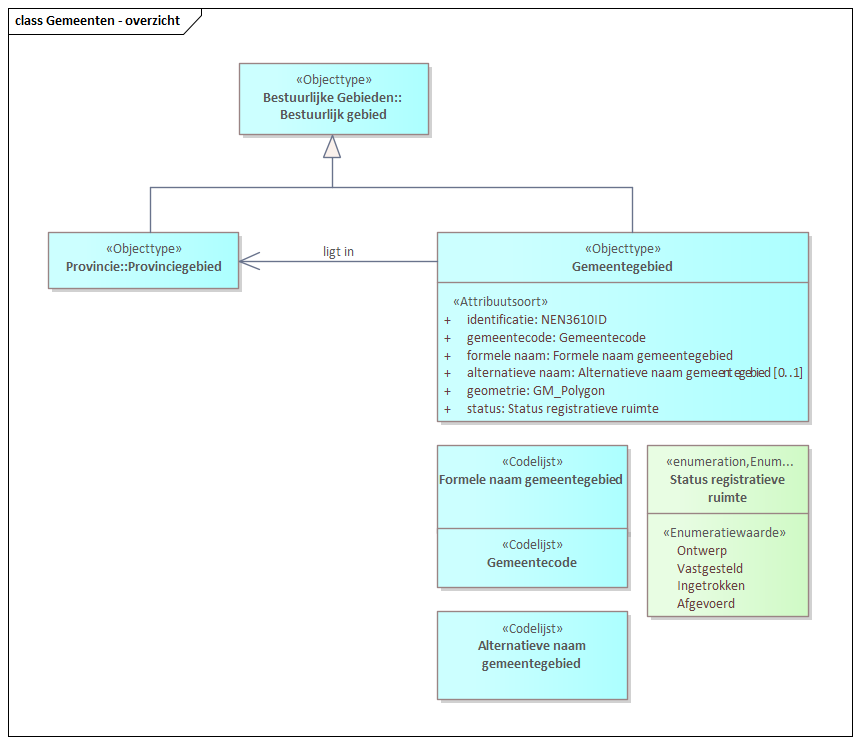 class Gemeenten - overzicht
«Objecttype»
Bestuurlijke Gebieden::
Bestuurlijk gebied
«Objecttype»
Provincie::Provinciegebied
ligt in
«Objecttype»
Gemeentegebied
«Attribuutsoort»
+ identificatie: NEN3610ID
+ gemeentecode: Gemeentecode
+ formele naam: Formele naam gemeentegebied
+ alternatieve naam: Alternatieve naam gemeentegebied [0..1]
+ geometrie: GM_Polygon
+ status: Status registratieve ruimte
«Codelijst»
Formele naam gemeentegebied
«Codelijst»
Gemeentecode
«Codelijst»
Alternatieve naam
gemeentegebied
«enumeration,Enum...
Status registratieve
ruimte
«Enumeratiewaarde»
Ontwerp
Vastgesteld
Ingetrokken
Afgevoerd